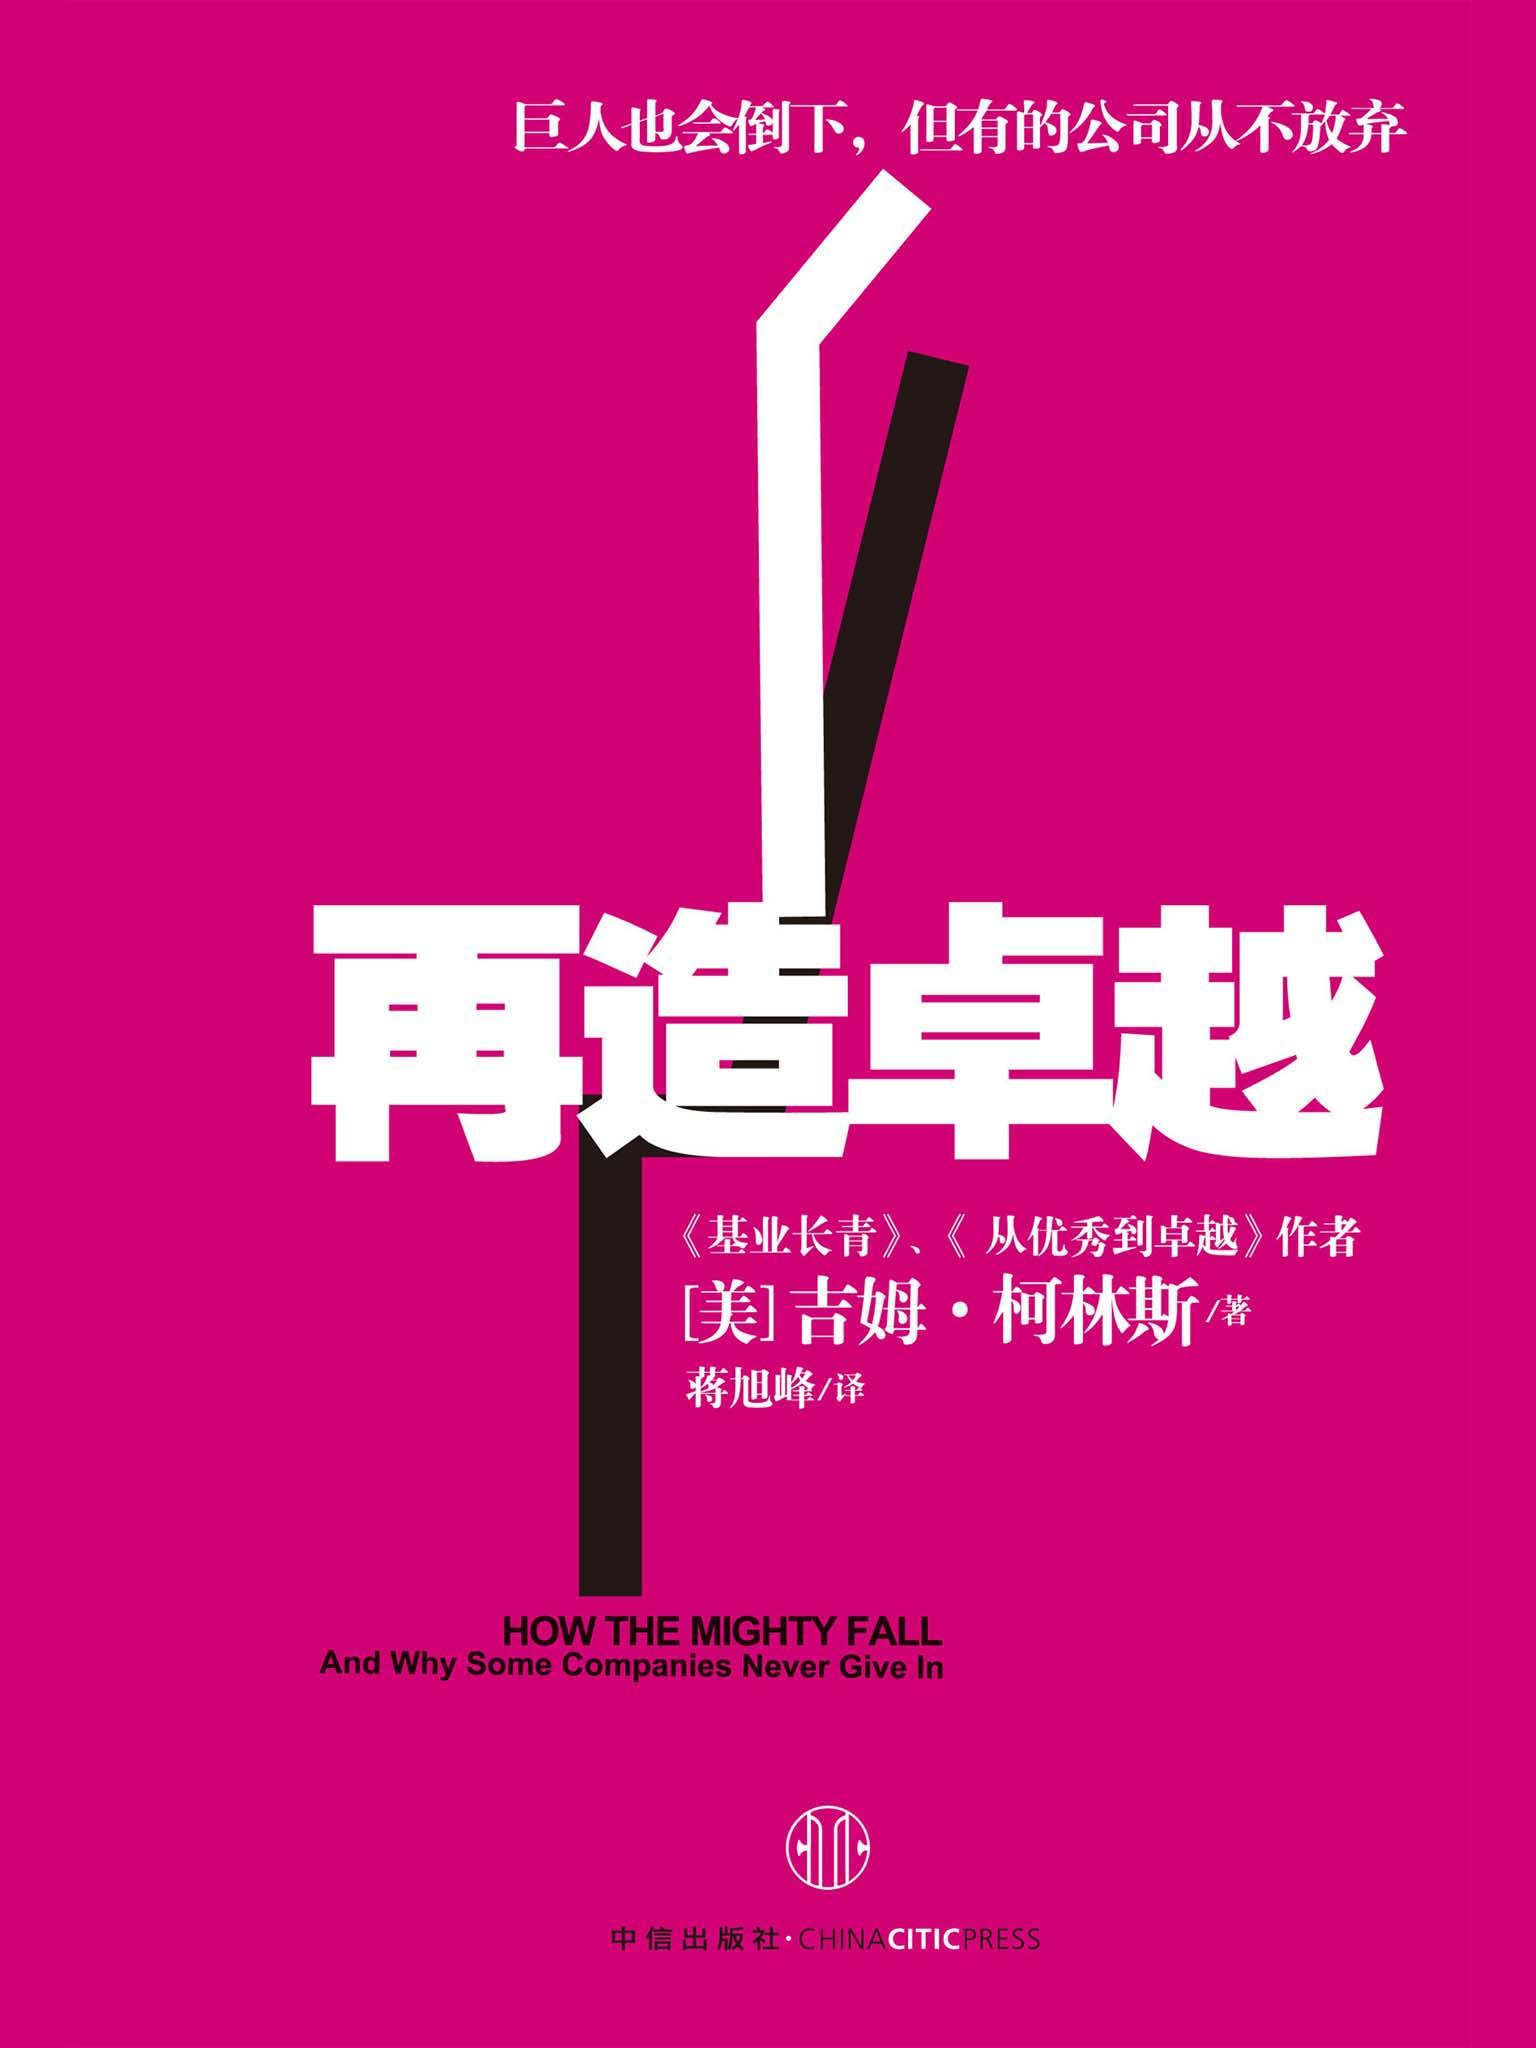 巨人也会倒下，但有的公司从不放弃
再造卓越
《基业长青》、《 从优秀到卓越》作者
[美]吉姆·柯林斯/著
蒋旭峰/译
HOW THE MIGHTY FALL
And Why Some Companies Never Give In
中信出版社·CHINACITICPRESS